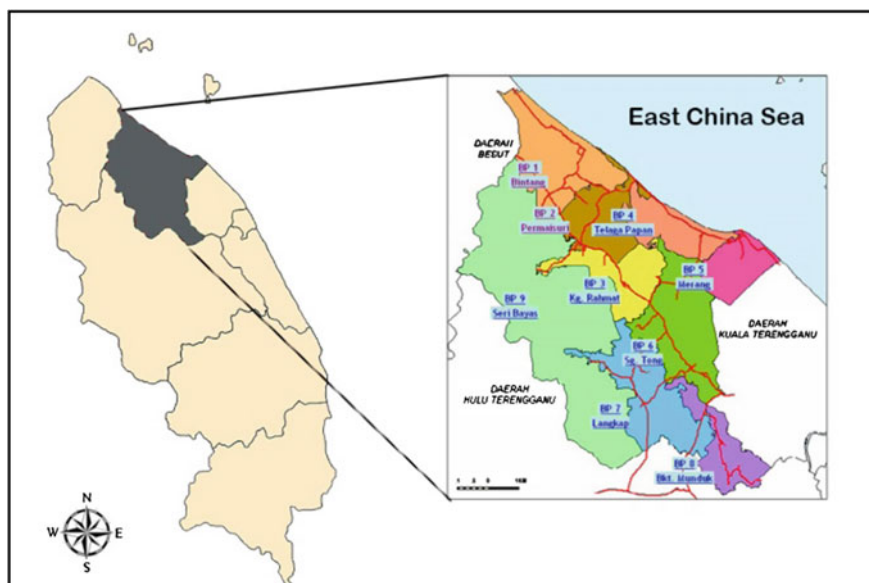 East China Sea
DAERAH
BESUT
BP 1
Bintang
BP 2
Permaisuri
BP 4
Telaga Papan
BP 5
Merang
BP 3
Kg. Rahmat
BP 9
Seri Bayas
DAERAH
KUALA TERENGGANU
BP 6
Sg. Tong
DAERAH
HULU TERENGGANU
BP 7
Langkap
BP 8
Bkt. Munduk
N
W
E
S